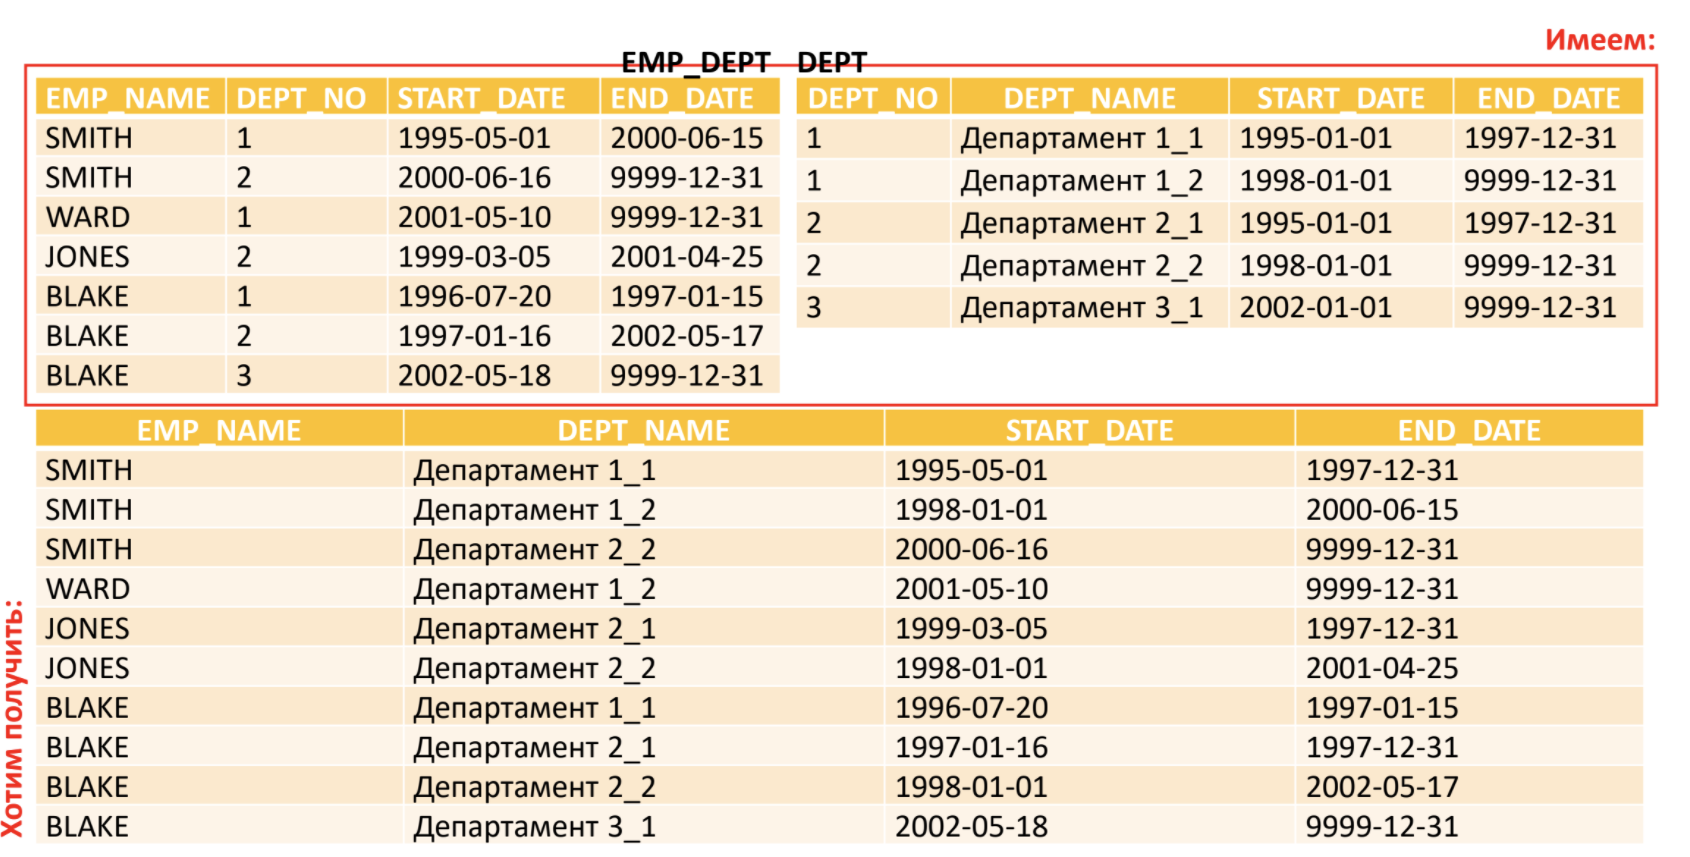 Имеем:
EMP_DEPT DEPT
EMP_NAME DEPT_NO START_DATE END_DATE
SMITH 1 1995-05-01 2000-06-15
SMITH 2 2000-06-16 9999-12-31
WARD 1 2001-05-10 9999-12-31
JONES 2 1999-03-05 2001-04-25
BLAKE 1 1996-07-20 1997-01-15
BLAKE 2 1997-01-16 2002-05-17
BLAKE 3 2002-05-18 9999-12-31
DEPT_NO DEPT_NAME START_DATE END_DATE
1 Департамент 1_1 1995-01-01 1997-12-31
1 Департамент 1_2 1998-01-01 9999-12-31
2 Департамент 2_1 1995-01-01 1997-12-31
2 Департамент 2_2 1998-01-01 9999-12-31
3 Департамент 3_1 2002-01-01 9999-12-31
Хотим получить:
EMP_NAME DEPT_NAME START_DATE END_DATE
SMITH Департамент 1_1 1995-05-01 1997-12-31
SMITH Департамент 1_2 1998-01-01 2000-06-15
SMITH Департамент 2_2 2000-06-16 9999-12-31
WARD Департамент 1_2 2001-05-10 9999-12-31
JONES Департамент 2_1 1999-03-05 1997-12-31
JONES Департамент 2_2 1998-01-01 2001-04-25
BLAKE Департамент 1_1 1996-07-20 1997-01-15
BLAKE Департамент 2_1 1997-01-16 1997-12-31
BLAKE Департамент 2_2 1998-01-01 2002-05-17
BLAKE Департамент 3_1 2002-05-18 9999-12-31